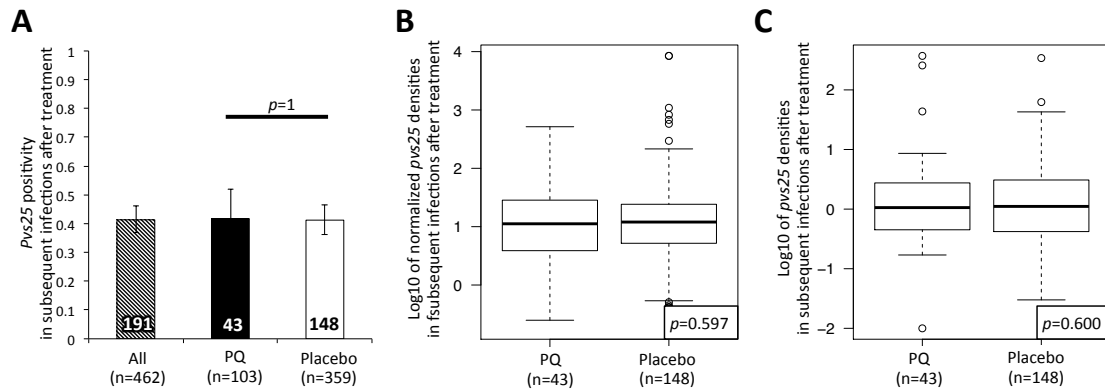 A
Pvs25 positivity
in subsequent infections after treatment
1
0.9
0.8
0.7
0.6
0.5
0.4
0.3
0.2
0.1
0
p=1
191
43
148
All
(n=462)
PQ
(n=103)
Placebo
(n=359)
B
Log10 of normalized pvs25 densities
in fsubsequent infections after treatment
4
3
2
1
0
p=0.597
PQ
(n=43)
Placebo
(n=148)
C
Log10 of pvs25 densities
in subsequent infections after treatment
2
1
0
−1
−2
p=0.600
PQ
(n=43)
Placebo
(n=148)